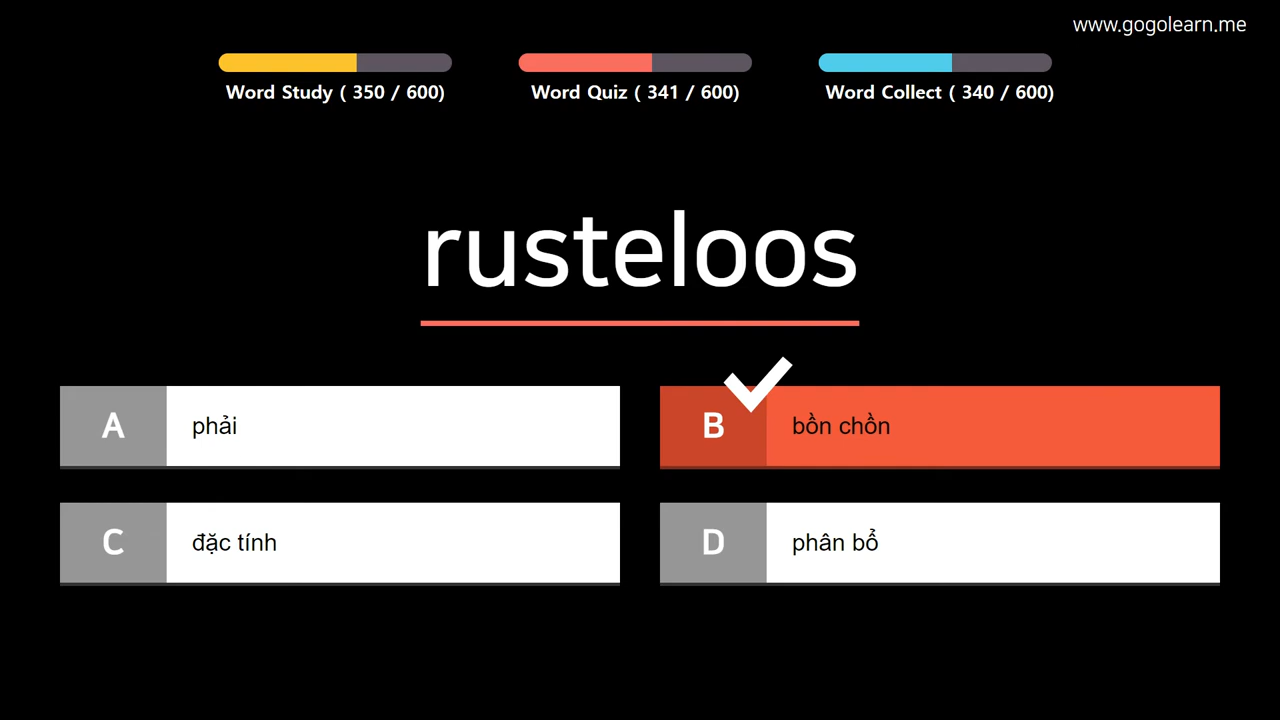 www.gogolearn.me
Word Study ( 350 / 600)
Word Quiz ( 341 / 600)
Word Collect ( 340 / 600)
rusteloos
A phải
B bồn chồn
C đặc tính
D phân bổ